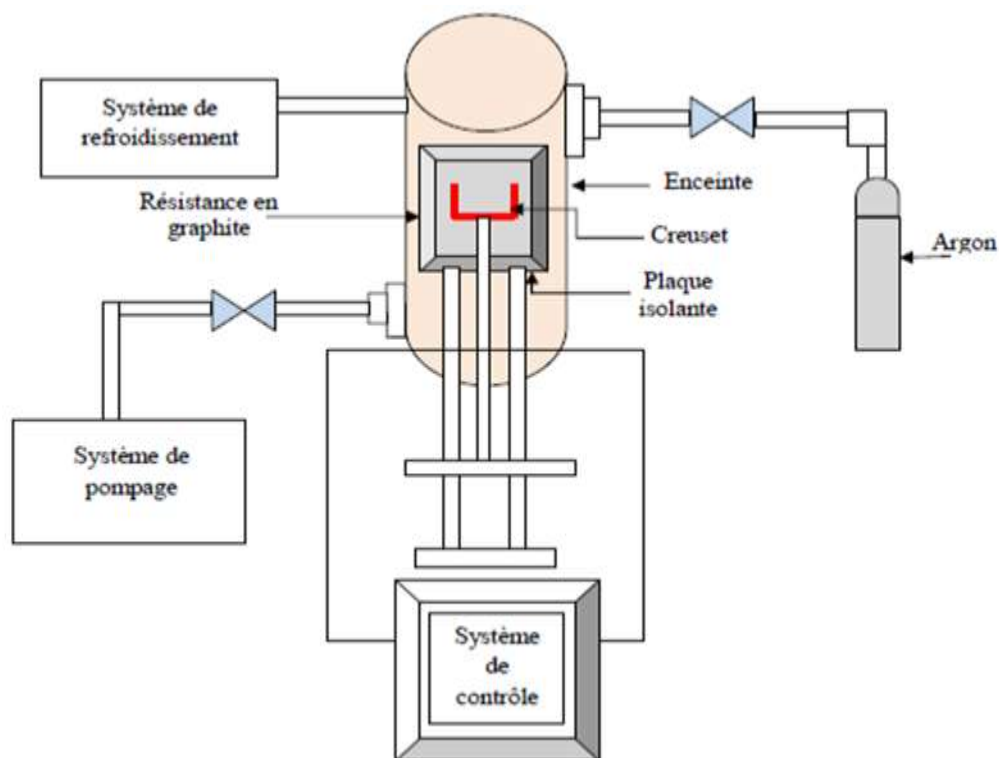 Système de
refroidissement
Résistance en
graphite
Enceinte
Creuset
Argon
Plaque
isolante
Système de
pompage
Système
de
contrôle